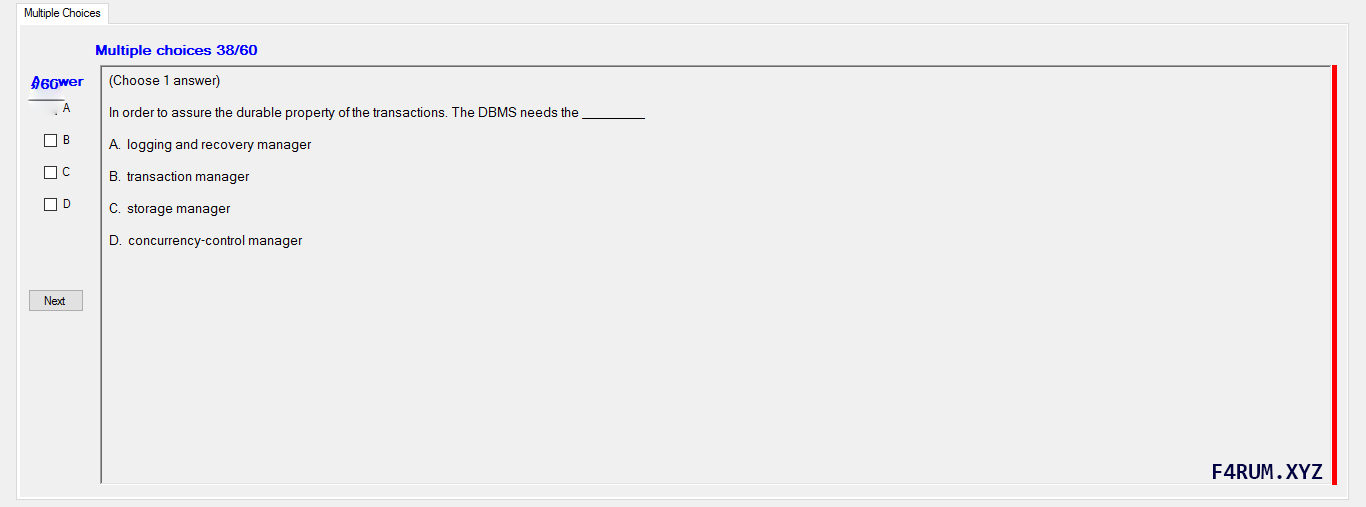 Multiple Choices
Multiple choices 38/60
Answer
/60
(Choose 1 answer)
A
In order to assure the durable property of the transactions. The DBMS needs the _________
B
A. logging and recovery manager
C
B. transaction manager
D
C. storage manager
D. concurrency-control manager
Next
F4RUM.XYZ